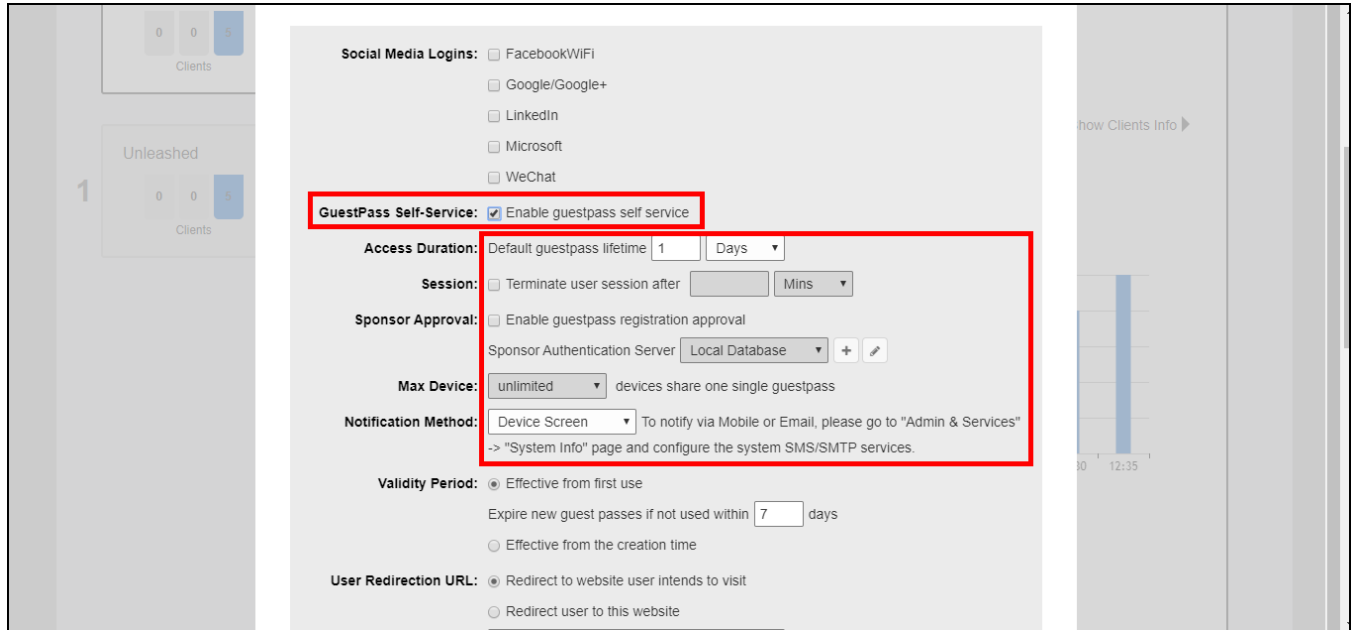 0 0 5
Clients
Social Media Logins: FacebookWiFi
Google/Google+
LinkedIn
how Clients Info
Microsoft
Unleashed
WeChat
1
0 0 5
GuestPass Self-Service: Enable guestpass self service
Clients
Access Duration: Default guestpass lifetime 1 Days
Session: Terminate user session after Mins
Sponsor Approval: Enable guestpass registration approval
Sponsor Authentication Server Local Database +
Max Device: unlimited devices share one single guestpass
Notification Method: Device Screen To notify via Mobile or Email, please go to "Admin & Services"
-> "System Info" page and configure the system SMS/SMTP services.
30 12:35
Validity Period: Effective from first use
Expire new guest passes if not used within 7 days
Effective from the creation time
User Redirection URL: Redirect to website user intends to visit
Redirect user to this website